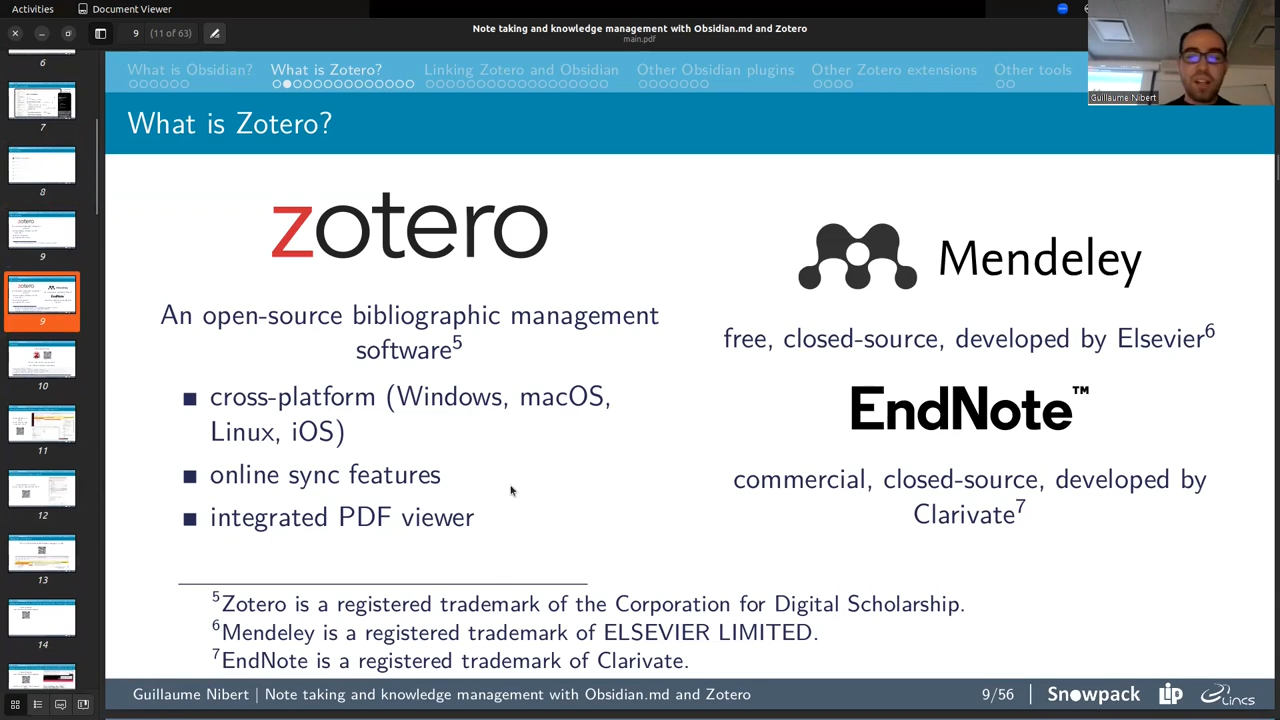 Activities
Document Viewer
9
(11 of 63)
Note taking and knowledge management with Obsidian.md and Zotero
main.pdf
What is Obsidian?
What is Zotero?
Linking Zotero and Obsidian
Other Obsidian plugins
Other Zotero extensions
Other tools
Guillaume Nibert
What is Zotero?
zotero
An open-source bibliographic management
software5
■ cross-platform (Windows, macOS,
Linux, iOS)
■ online sync features
■ integrated PDF viewer
Mendeley
free, closed-source, developed by Elsevier6
EndNote™
commercial, closed-source, developed by
Clarivate7
5Zotero is a registered trademark of the Corporation for Digital Scholarship.
6Mendeley is a registered trademark of ELSEVIER LIMITED.
7EndNote is a registered trademark of Clarivate.
Guillaume Nibert | Note taking and knowledge management with Obsidian.md and Zotero
9/56 | Snowpack LIP Lincs
6
7
8
9
9
10
11
12
13
14